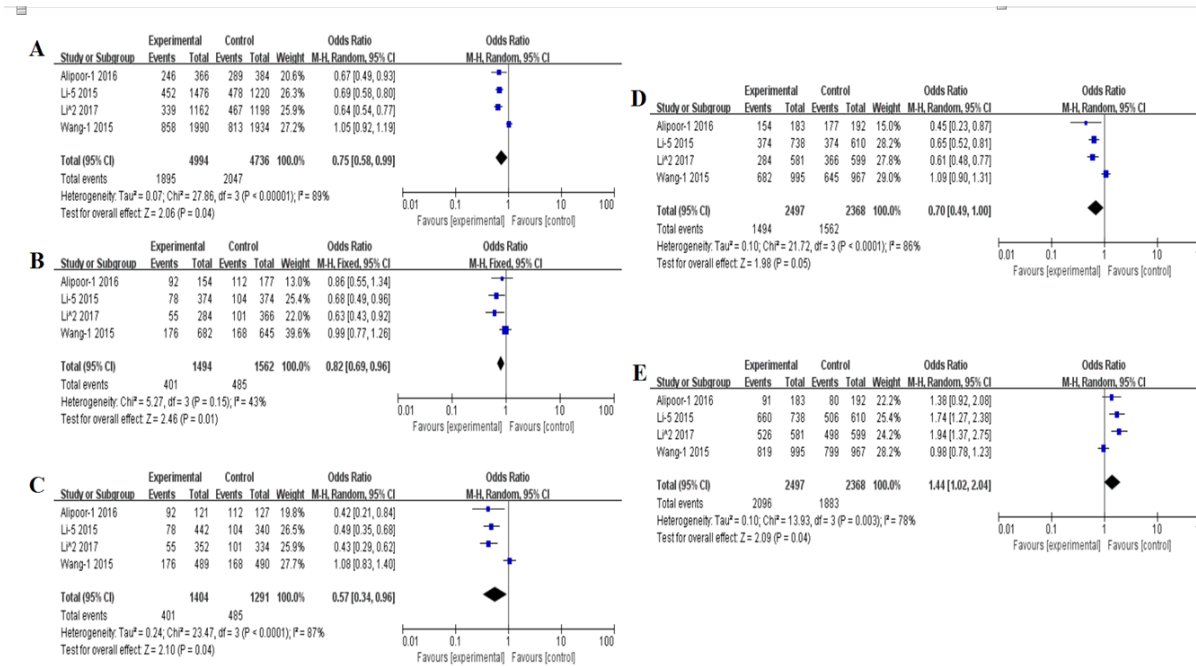 A
Experimental Control Odds Ratio Odds Ratio
Study or Subgroup Events Total Events Total Weight M-H, Random, 95% CI M-H, Random, 95% CI
Alipoor-1 2016 246 366 289 384 20.6% 0.67 [0.49, 0.93]
Li-5 2015 452 1476 478 1220 26.3% 0.69 [0.58, 0.80]
Li^2 2017 339 1162 467 1198 26.0% 0.64 [0.54, 0.77]
Wang-1 2015 858 1990 813 1934 27.2% 1.05 [0.92, 1.19]
Total (95% CI) 4994 4736 100.0% 0.75 [0.58, 0.99]
Total events 1895 2047
Heterogeneity: Tau² = 0.07; Chi² = 27.86, df = 3 (P < 0.00001); I² = 89%
Test for overall effect: Z = 2.06 (P = 0.04)
0.01 0.1 1 10 100
Favours [experimental] Favours [control]
B
Experimental Control Odds Ratio Odds Ratio
Study or Subgroup Events Total Events Total Weight M-H, Fixed, 95% CI M-H, Fixed, 95% CI
Alipoor-1 2016 92 154 112 177 13.0% 0.86 [0.55, 1.34]
Li-5 2015 78 374 104 374 25.4% 0.68 [0.49, 0.96]
Li^2 2017 55 284 101 366 22.0% 0.63 [0.43, 0.92]
Wang-1 2015 176 682 168 645 39.6% 0.99 [0.77, 1.26]
Total (95% CI) 1494 1562 100.0% 0.82 [0.69, 0.96]
Total events 401 485
Heterogeneity: Chi² = 5.27, df = 3 (P = 0.15); I² = 43%
Test for overall effect: Z = 2.46 (P = 0.01)
0.01 0.1 1 10 100
Favours [experimental] Favours [control]
C
Experimental Control Odds Ratio Odds Ratio
Study or Subgroup Events Total Events Total Weight M-H, Random, 95% CI M-H, Random, 95% CI
Alipoor-1 2016 92 121 112 127 19.8% 0.42 [0.21, 0.84]
Li-5 2015 78 442 104 340 26.5% 0.49 [0.35, 0.68]
Li^2 2017 55 352 101 334 25.9% 0.43 [0.29, 0.62]
Wang-1 2015 176 489 168 490 27.7% 1.08 [0.83, 1.40]
Total (95% CI) 1404 1291 100.0% 0.57 [0.34, 0.96]
Total events 401 485
Heterogeneity: Tau² = 0.24; Chi² = 23.47, df = 3 (P < 0.0001); I² = 87%
Test for overall effect: Z = 2.10 (P = 0.04)
0.01 0.1 1 10 100
Favours [experimental] Favours [control]
D
Experimental Control Odds Ratio Odds Ratio
Study or Subgroup Events Total Events Total Weight M-H, Random, 95% CI M-H, Random, 95% CI
Alipoor-1 2016 154 183 177 192 15.0% 0.45 [0.23, 0.87]
Li-5 2015 374 738 374 610 28.2% 0.65 [0.52, 0.81]
Li^2 2017 284 581 366 599 27.8% 0.61 [0.48, 0.77]
Wang-1 2015 682 995 645 967 29.0% 1.09 [0.90, 1.31]
Total (95% CI) 2497 2368 100.0% 0.70 [0.49, 1.00]
Total events 1494 1562
Heterogeneity: Tau² = 0.10; Chi² = 21.72, df = 3 (P < 0.0001); I² = 86%
Test for overall effect: Z = 1.98 (P = 0.05)
0.01 0.1 1 10 100
Favours [experimental] Favours [control]
E
Experimental Control Odds Ratio Odds Ratio
Study or Subgroup Events Total Events Total Weight M-H, Random, 95% CI M-H, Random, 95% CI
Alipoor-1 2016 91 183 80 192 22.2% 1.38 [0.92, 2.08]
Li-5 2015 660 738 506 610 25.4% 1.74 [1.27, 2.38]
Li^2 2017 526 581 498 599 24.2% 1.94 [1.37, 2.75]
Wang-1 2015 819 995 799 967 28.2% 0.98 [0.78, 1.23]
Total (95% CI) 2497 2368 100.0% 1.44 [1.02, 2.04]
Total events 2096 1883
Heterogeneity: Tau² = 0.10; Chi² = 13.93, df = 3 (P = 0.003); I² = 78%
Test for overall effect: Z = 2.09 (P = 0.04)
0.01 0.1 1 10 100
Favours [experimental] Favours [control]